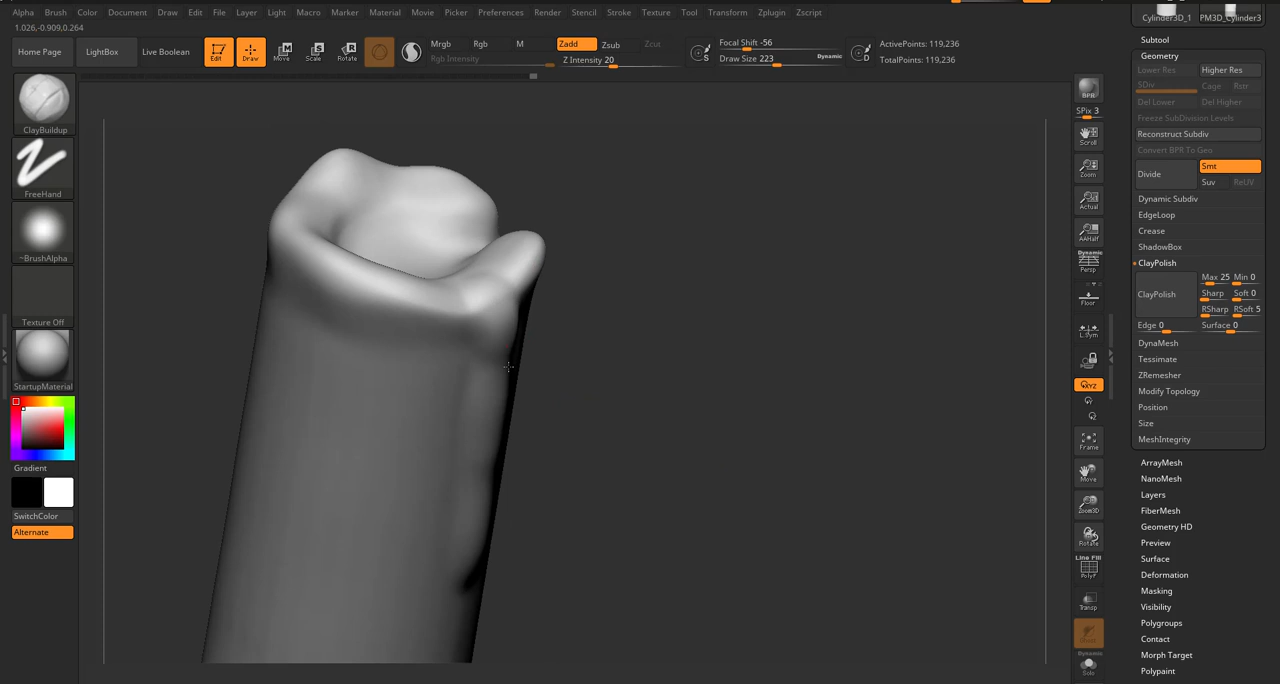 Alpha Brush Color Document Draw Edit File Layer Light Macro Marker Material Movie Picker Preferences Render Stencil Stroke Texture Tool Transform Zplugin Zscript
1.026,-0.909,0.264
Home Page LightBox Live Boolean Edit Draw Move Scale Rotate
Mrgb Rgb M
Rgb Intensity
Zadd Zsub Zcut
Z Intensity 20
S
Focal Shift -56
Draw Size 223 Dynamic
D
ActivePoints: 119,236
TotalPoints: 119,236
ClayBuildup
FreeHand
~BrushAlpha
Texture Off
StartupMaterial
Gradient
SwitchColor
Alternate
BPR
SPix 3
Scroll
Zoom
Actual
AAHalf
Dynamic
Persp
Floor
L.Sym
XYZ
Y
Z
Frame
Move
Zoom3D
Rotate
Line Fill
PolyF
Transp
Dynamic
Solo
Cylinder3D_1 PM3D_Cylinder3
Subtool
Geometry
Lower Res Higher Res
SDiv Cage Rstr
Del Lower Del Higher
Freeze SubDivision Levels
Reconstruct Subdiv
Convert BPR To Geo
Divide Smt
Suv ReUV
Dynamic Subdiv
EdgeLoop
Crease
ShadowBox
ClayPolish
ClayPolish Max 25 Min 0
Sharp Soft 0
RSharp RSoft 5
Edge 0 Surface 0
DynaMesh
Tessimate
ZRemesher
Modify Topology
Position
Size
MeshIntegrity
ArrayMesh
NanoMesh
Layers
FiberMesh
Geometry HD
Preview
Surface
Deformation
Masking
Visibility
Polygroups
Contact
Morph Target
Polypaint